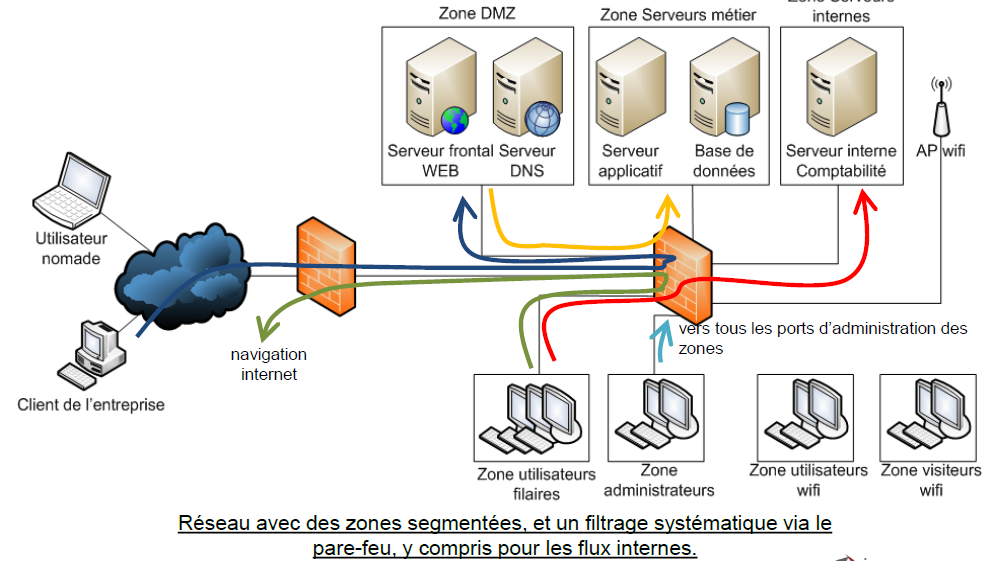 Zone DMZ
Zone Serveurs métier
Zone Serveurs
internes
Serveur frontal
WEB
Serveur
DNS
Serveur
applicatif
Base de
données
Serveur interne
Comptabilité
AP wifi
Utilisateur
nomade
Client de l'entreprise
navigation
internet
vers tous les ports d'administration des
zones
Zone utilisateurs
filaires
Zone
administrateurs
Zone utilisateurs
wifi
Zone visiteurs
wifi
Réseau avec des zones segmentées, et un filtrage systématique via le
pare-feu, y compris pour les flux internes.